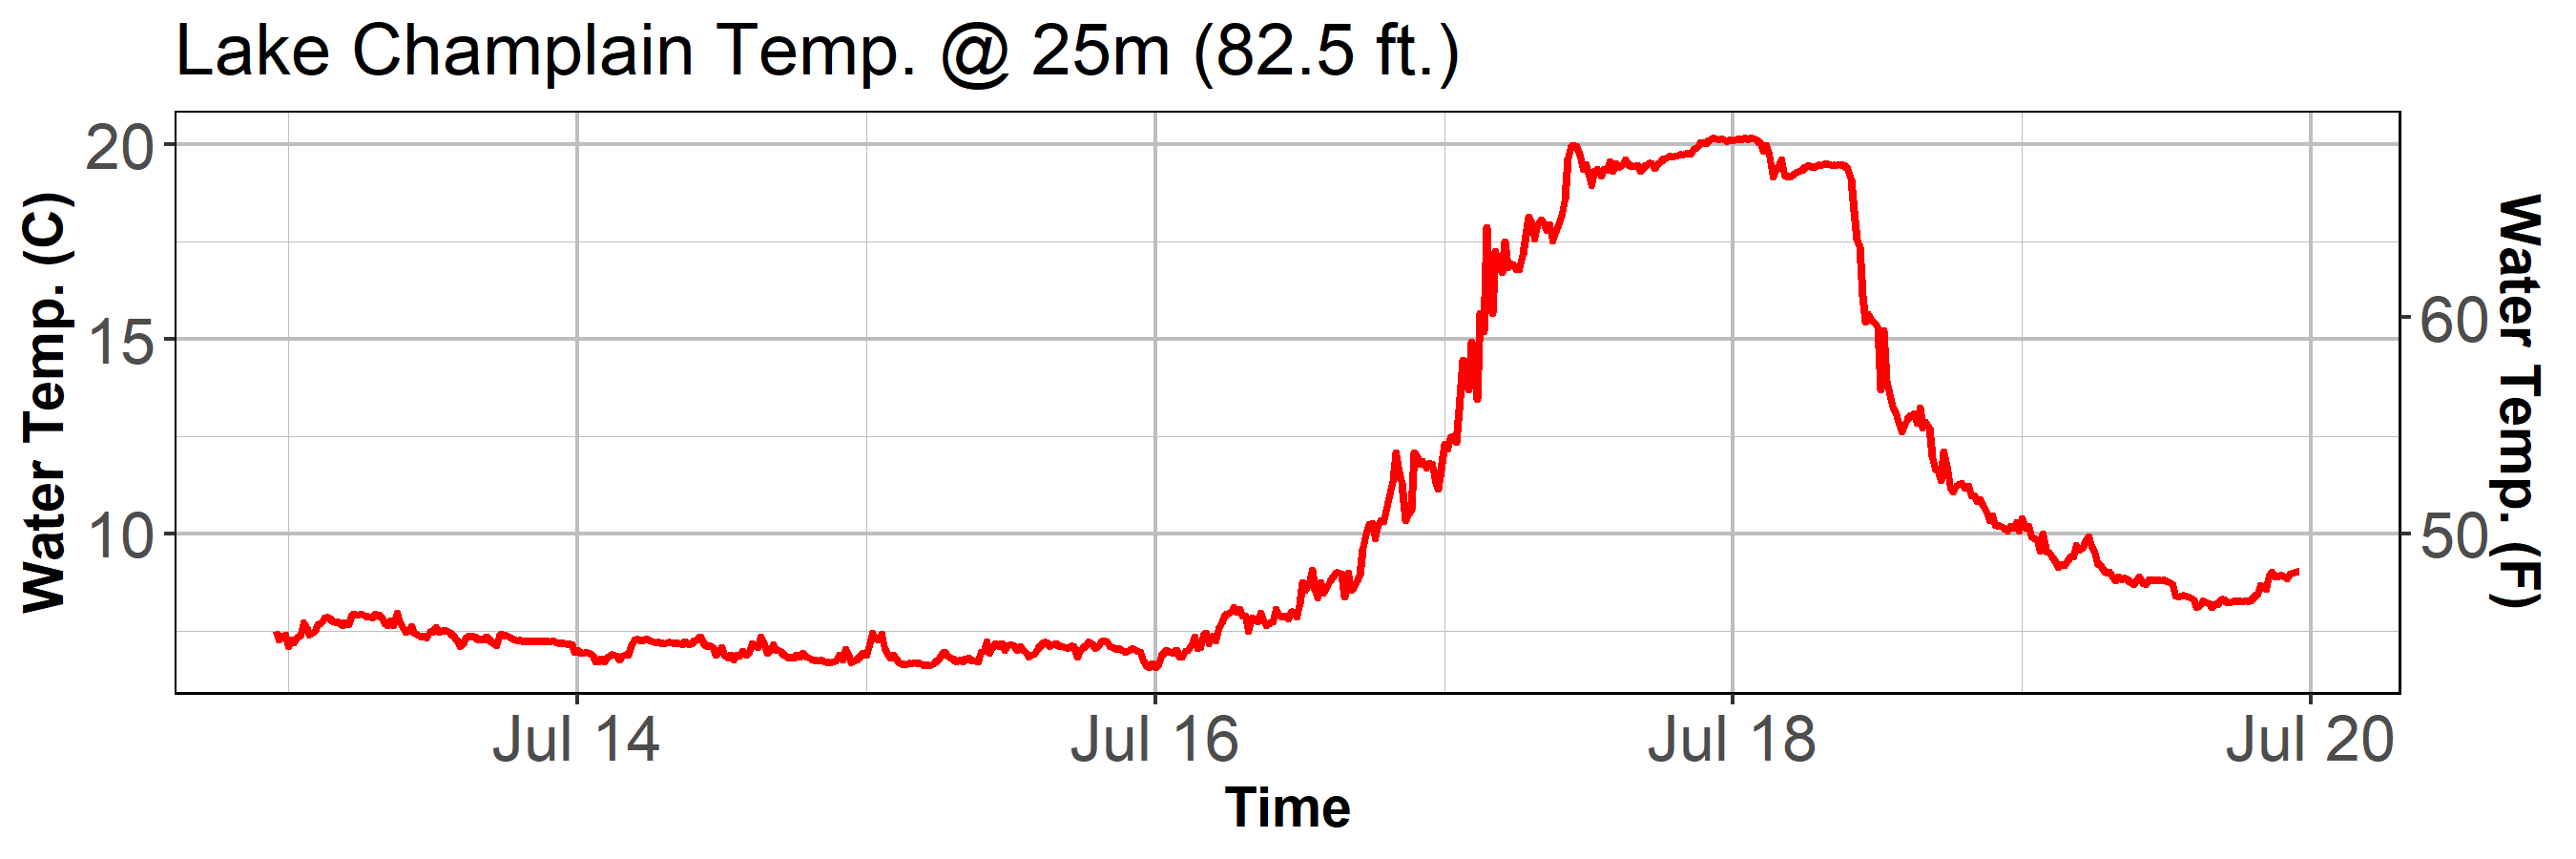 Lake Champlain Temp. @ 25m (82.5 ft.)
Water Temp. (C)
20
15
10
60
50
Water Temp. (F)
Jul 14
Jul 16
Jul 18
Jul 20
Time